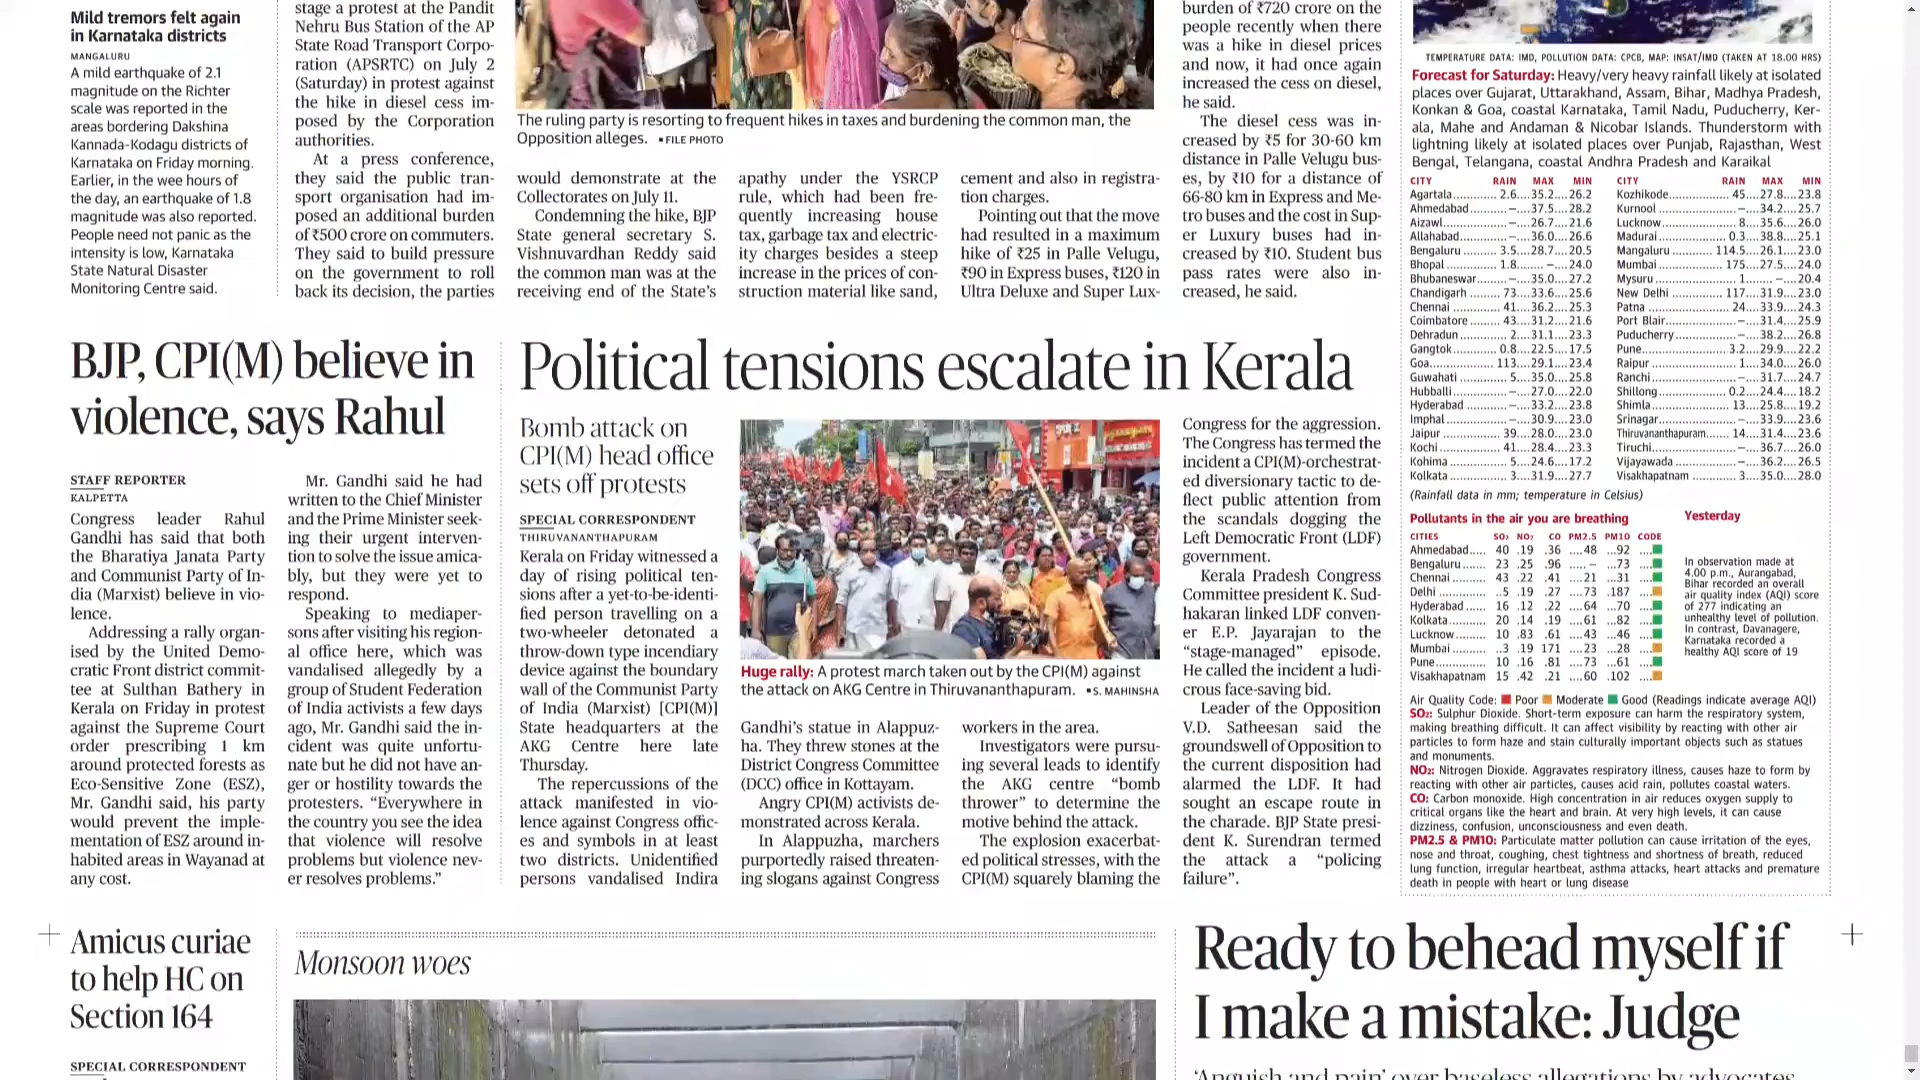 Mild tremors felt again
in Karnataka districts
MANGALURU
A mild earthquake of 2.1
magnitude on the Richter
scale was reported in the
areas bordering Dakshina
Kannada-Kodagu districts of
Karnataka on Friday morning.
Earlier, in the wee hours of
the day, an earthquake of 1.8
magnitude was also reported.
People need not panic as the
intensity is low, Karnataka
State Natural Disaster
Monitoring Centre said.
stage a protest at the Pandit
Nehru Bus Station of the AP
State Road Transport Corpo-
ration (APSRTC) on July 2
(Saturday) in protest against
the hike in diesel cess im-
posed by the Corporation
authorities.
At a press conference,
they said the public tran-
sport organisation had im-
posed an additional burden
of ₹500 crore on commuters.
They said to build pressure
on the government to roll
back its decision, the parties
The ruling party is resorting to frequent hikes in taxes and burdening the common man, the
Opposition alleges. ▪FILE PHOTO
would demonstrate at the
Collectorates on July 11.
Condemning the hike, BJP
State general secretary S.
Vishnuvardhan Reddy said
the common man was at the
receiving end of the State's
apathy under the YSRCP
rule, which had been fre-
quently increasing house
tax, garbage tax and electric-
ity charges besides a steep
increase in the prices of con-
struction material like sand,
cement and also in registra-
tion charges.
Pointing out that the move
had resulted in a maximum
hike of ₹25 in Palle Velugu,
₹90 in Express buses, ₹120 in
Ultra Deluxe and Super Lux-
burden of ₹720 crore on the
people recently when there
was a hike in diesel prices
and now, it had once again
increased the cess on diesel,
he said.
The diesel cess was in-
creased by ₹5 for 30-60 km
distance in Palle Velugu bus-
es, by ₹10 for a distance of
66-80 km in Express and Me-
tro buses and the cost in Sup-
er Luxury buses had in-
creased by ₹10. Student bus
pass rates were also in-
creased, he said.
TEMPERATURE DATA: IMD, POLLUTION DATA: CPCB, MAP: INSAT/IMD (TAKEN AT 18.00 HRS)
Forecast for Saturday: Heavy/very heavy rainfall likely at isolated
places over Gujarat, Uttarakhand, Assam, Bihar, Madhya Pradesh,
Konkan & Goa, coastal Karnataka, Tamil Nadu, Puducherry, Ker-
ala, Mahe and Andaman & Nicobar Islands. Thunderstorm with
lightning likely at isolated places over Punjab, Rajasthan, West
Bengal, Telangana, coastal Andhra Pradesh and Karaikal
CITY RAIN MAX MIN
Agartala............ 2.6....35.2....26.2
Ahmedabad............ –....37.5....28.2
Aizawl............ –....26.7....21.6
Allahabad............ –....36.0....26.6
Bengaluru .......... 3.5....28.7....20.5
Bhopal ............ 1.8........–....24.0
Bhubaneswar....... –....35.0....27.2
Chandigarh ......... 73....33.6....25.6
Chennai ............ 41....36.2....25.3
Coimbatore ........ 43....31.2....21.6
Dehradun ............ 2....31.1....23.3
Gangtok............ 0.8....22.5....17.5
Goa............ 113....29.1....23.4
Guwahati ............ 5....35.0....25.8
Hubballi............ –....27.0....22.0
Hyderabad ............ –....33.2....23.8
Imphal ............ –....30.9....23.0
Jaipur ............ 39....28.0....23.0
Kochi ............ 41....28.4....23.3
Kohima ............ 5....24.6....17.2
Kolkata ............ 3....31.9....27.7
CITY RAIN MAX MIN
Kozhikode............ 45....27.8....23.8
Kurnool ............ –....34.2....25.7
Lucknow............ 8....35.6....26.0
Madurai ............ 0.3....38.8....25.1
Mangaluru ........ 114.5....26.1....23.0
Mumbai ............ 175....27.5....24.0
Mysuru ............ 1........–....20.4
New Delhi ............ 117....31.9....23.0
Patna ............ 24....33.9....24.3
Port Blair............ –....31.4....25.9
Puducherry............ –....38.2....26.8
Pune............ 3.2....29.9....22.2
Raipur ............ 1....34.0....26.0
Ranchi ............ –....31.7....24.7
Shillong ............ 0.2....24.4....18.2
Shimla............ 13....25.8....19.2
Srinagar............ –....33.9....23.6
Thiruvananthapuram....... 14....31.4....23.6
Tiruchi............ –....36.7....26.0
Vijayawada ............ –....36.2....26.5
Visakhapatnam ............ 3....35.0....28.0
(Rainfall data in mm; temperature in Celsius)
Pollutants in the air you are breathing Yesterday
CITIES SO₂ NO₂ CO PM2.5 PM10 CODE
Ahmedabad..... 40 .19 .36 ....48 ...92 ....
Bengaluru....... 23 .25 .96 .....– ...73 ....
Chennai ......... 43 .22 .41 ....21 ...31 ....
Delhi ............ ..5 .19 .27 ....73 .187 ....
Hyderabad ...... 16 .12 .22 ....64 ...70 ....
Kolkata........... 20 .14 .19 ....61 ...82 ....
Lucknow......... 10 .83 .61 ....43 ...46 ....
Mumbai .......... ..3 .19 171 ....23 ...28 ....
Pune.............. 10 .16 .81 ....73 ...61 ....
Visakhapatnam 15 .42 .21 ....60 .102 ....
In observation made at
4.00 p.m., Aurangabad,
Bihar recorded an overall
air quality index (AQI) score
of 277 indicating an
unhealthy level of pollution.
In contrast, Davanagere,
Karnataka recorded a
healthy AQI score of 19
Air Quality Code: Poor Moderate Good (Readings indicate average AQI)
SO₂: Sulphur Dioxide. Short-term exposure can harm the respiratory system,
making breathing difficult. It can affect visibility by reacting with other air
particles to form haze and stain culturally important objects such as statues
and monuments.
NO₂: Nitrogen Dioxide. Aggravates respiratory illness, causes haze to form by
reacting with other air particles, causes acid rain, pollutes coastal waters.
CO: Carbon monoxide. High concentration in air reduces oxygen supply to
critical organs like the heart and brain. At very high levels, it can cause
dizziness, confusion, unconsciousness and even death.
PM2.5 & PM10: Particulate matter pollution can cause irritation of the eyes,
nose and throat, coughing, chest tightness and shortness of breath, reduced
lung function, irregular heartbeat, asthma attacks, heart attacks and premature
death in people with heart or lung disease
BJP, CPI(M) believe in
violence, says Rahul
STAFF REPORTER
KALPETTA
Congress leader Rahul
Gandhi has said that both
the Bharatiya Janata Party
and Communist Party of In-
dia (Marxist) believe in vio-
lence.
Addressing a rally organ-
ised by the United Demo-
cratic Front district commit-
tee at Sulthan Bathery in
Kerala on Friday in protest
against the Supreme Court
order prescribing 1 km
around protected forests as
Eco-Sensitive Zone (ESZ),
Mr. Gandhi said, his party
would prevent the imple-
mentation of ESZ around in-
habited areas in Wayanad at
any cost.
Mr. Gandhi said he had
written to the Chief Minister
and the Prime Minister seek-
ing their urgent interven-
tion to solve the issue amica-
bly, but they were yet to
respond.
Speaking to mediaper-
sons after visiting his region-
al office here, which was
vandalised allegedly by a
group of Student Federation
of India activists a few days
ago, Mr. Gandhi said the in-
cident was quite unfortu-
nate but he did not have an-
ger or hostility towards the
protesters. “Everywhere in
the country you see the idea
that violence will resolve
problems but violence nev-
er resolves problems.”
Political tensions escalate in Kerala
Bomb attack on
CPI(M) head office
sets off protests
SPECIAL CORRESPONDENT
THIRUVANANTHAPURAM
Kerala on Friday witnessed a
day of rising political ten-
sions after a yet-to-be-identi-
fied person travelling on a
two-wheeler detonated a
throw-down type incendiary
device against the boundary
wall of the Communist Party
of India (Marxist) [CPI(M)]
State headquarters at the
AKG Centre here late
Thursday.
The repercussions of the
attack manifested in vio-
lence against Congress offic-
es and symbols in at least
two districts. Unidentified
persons vandalised Indira
Huge rally: A protest march taken out by the CPI(M) against
the attack on AKG Centre in Thiruvananthapuram. ▪S. MAHINSHA
Gandhi's statue in Alappuz-
ha. They threw stones at the
District Congress Committee
(DCC) office in Kottayam.
Angry CPI(M) activists de-
monstrated across Kerala.
In Alappuzha, marchers
purportedly raised threaten-
ing slogans against Congress
workers in the area.
Investigators were pursu-
ing several leads to identify
the AKG centre “bomb
thrower” to determine the
motive behind the attack.
The explosion exacerbat-
ed political stresses, with the
CPI(M) squarely blaming the
Congress for the aggression.
The Congress has termed the
incident a CPI(M)-orchestrat-
ed diversionary tactic to de-
flect public attention from
the scandals dogging the
Left Democratic Front (LDF)
government.
Kerala Pradesh Congress
Committee president K. Sud-
hakaran linked LDF conven-
er E.P. Jayarajan to the
“stage-managed” episode.
He called the incident a ludi-
crous face-saving bid.
Leader of the Opposition
V.D. Satheesan said the
groundswell of Opposition to
the current disposition had
alarmed the LDF. It had
sought an escape route in
the charade. BJP State presi-
dent K. Surendran termed
the attack a “policing
failure”.
Amicus curiae
to help HC on
Section 164
SPECIAL CORRESPONDENT
Monsoon woes
Ready to behead myself if
I make a mistake: Judge
‘Anguish and pain’ over baseless allegations by advocates